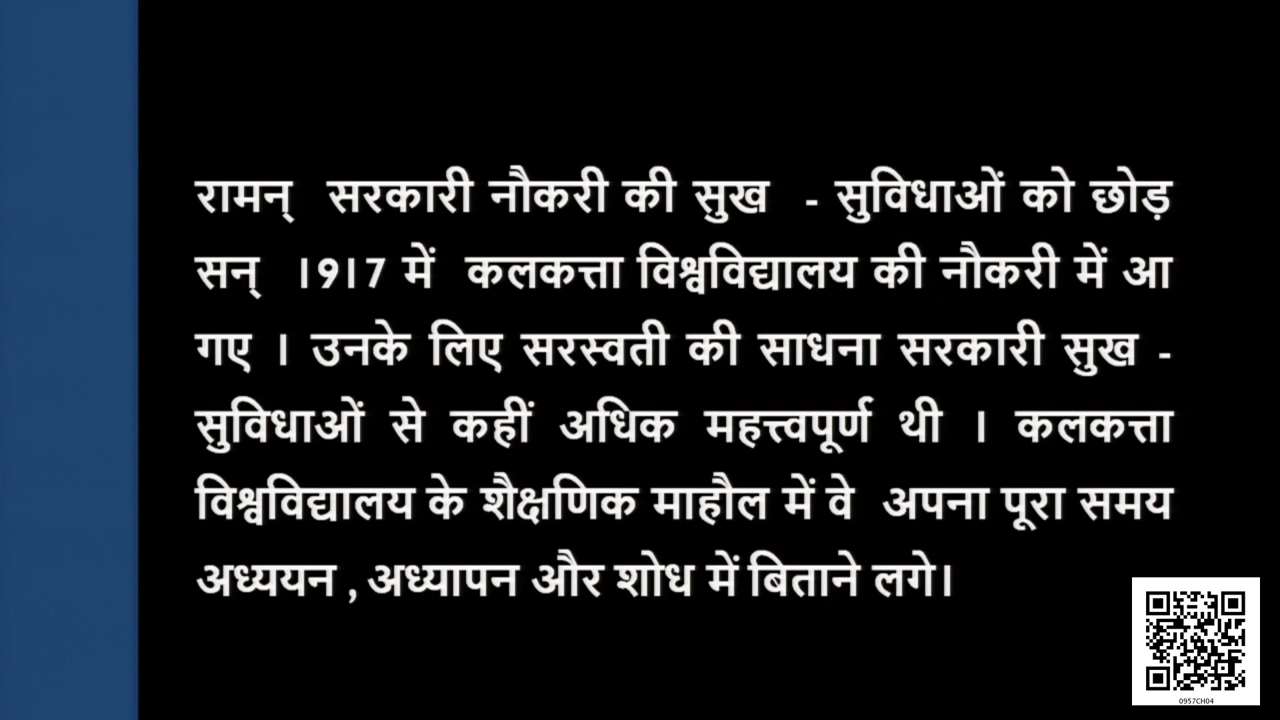 रामन् सरकारी नौकरी की सुख - सुविधाओं को छोड़
सन् 1917 में कलकत्ता विश्वविद्यालय की नौकरी में आ
गए । उनके लिए सरस्वती की साधना सरकारी सुख -
सुविधाओं से कहीं अधिक महत्त्वपूर्ण थी । कलकत्ता
विश्वविद्यालय के शैक्षणिक माहौल में वे अपना पूरा समय
अध्ययन , अध्यापन और शोध में बिताने लगे।
0957CH04